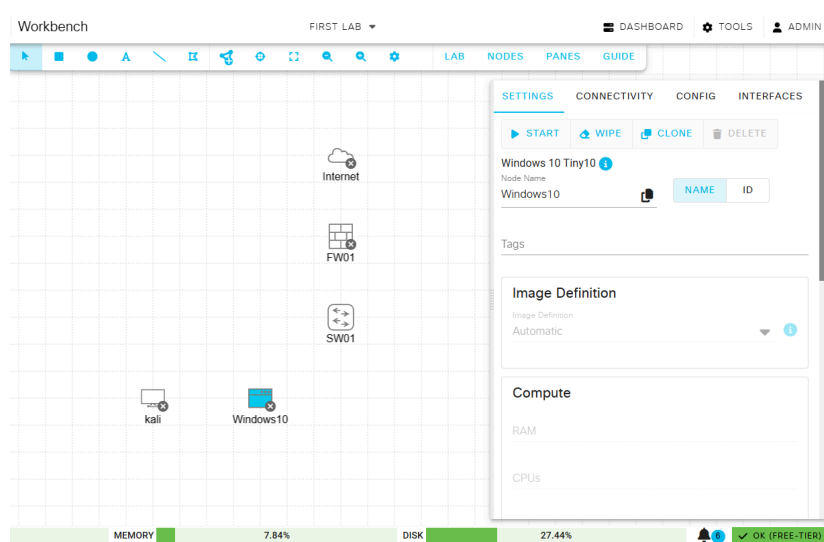 Workbench FIRST LAB DASHBOARD TOOLS ADMIN
A LAB NODES PANES GUIDE
SETTINGS CONNECTIVITY CONFIG INTERFACES
START WIPE CLONE DELETE
Windows 10 Tiny10
Node Name
Windows10 NAME ID
Tags
Image Definition
Image Definition
Automatic
Compute
RAM
CPUs
Internet
FW01
SW01
kali Windows10
MEMORY 7.84% DISK 27.44% 6 OK (FREE-TIER)